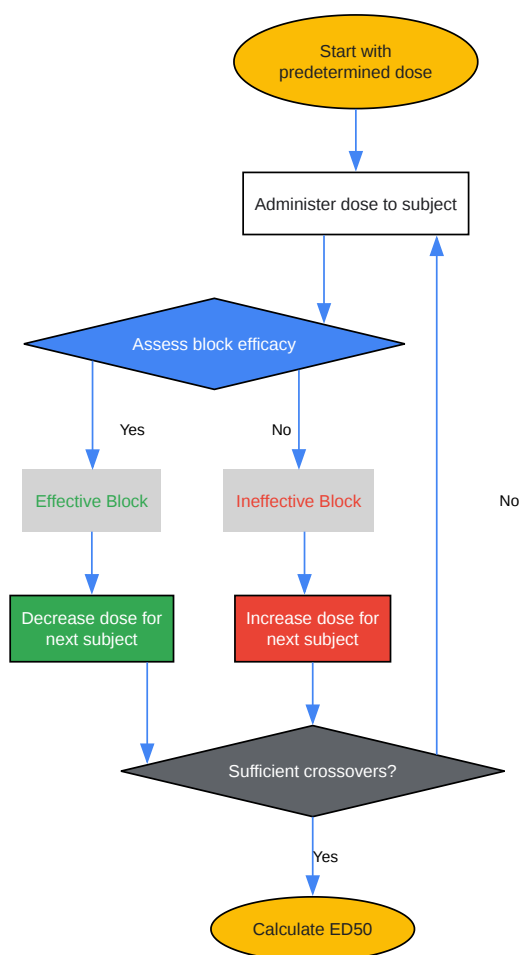 Start with
predetermined dose
Administer dose to subject
Assess block efficacy
Yes
No
Effective Block
Ineffective Block
No
Decrease dose for
next subject
Increase dose for
next subject
Sufficient crossovers?
Yes
Calculate ED50